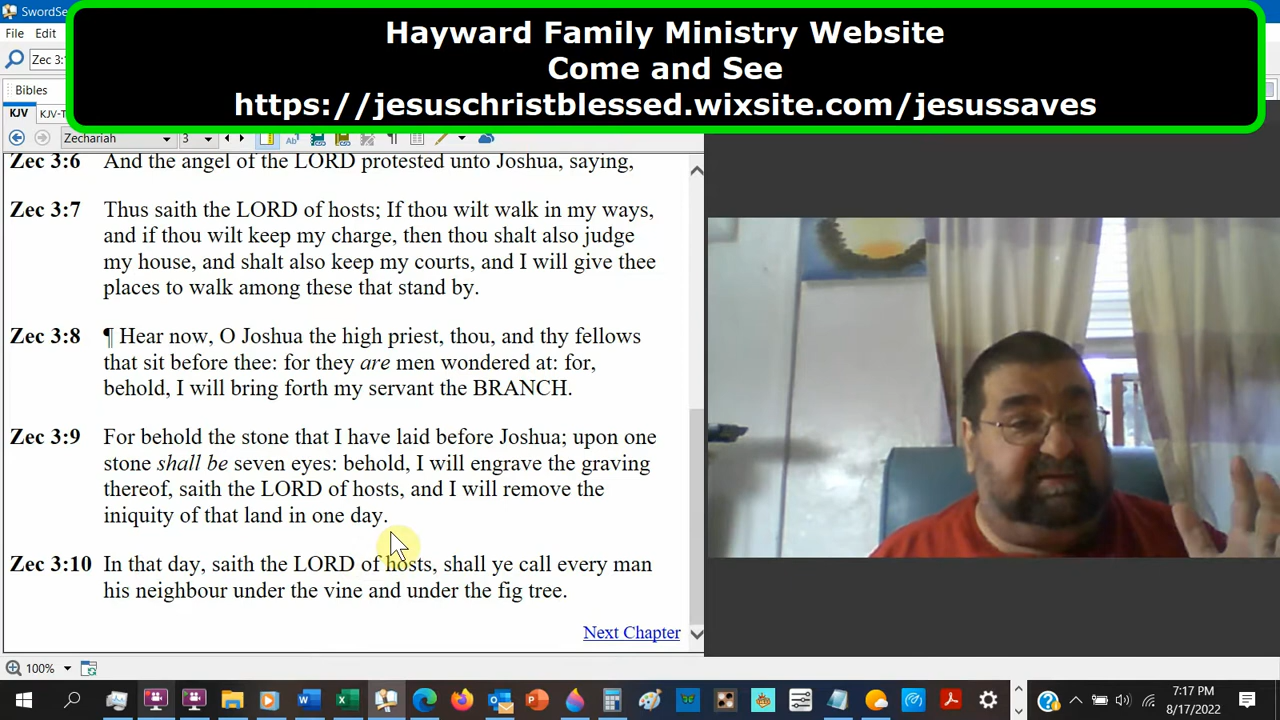 SwordSe
Hayward Family Ministry Website
Come and See
https://jesuschristblessed.wixsite.com/jesussaves
File Edit
Zec 3:
Bibles
KJV KJV-T
Zechariah 3
Zec 3:6 And the angel of the LORD protested unto Joshua, saying,
Zec 3:7 Thus saith the LORD of hosts; If thou wilt walk in my ways,
and if thou wilt keep my charge, then thou shalt also judge
my house, and shalt also keep my courts, and I will give thee
places to walk among these that stand by.
Zec 3:8 ¶ Hear now, O Joshua the high priest, thou, and thy fellows
that sit before thee: for they are men wondered at: for,
behold, I will bring forth my servant the BRANCH.
Zec 3:9 For behold the stone that I have laid before Joshua; upon one
stone shall be seven eyes: behold, I will engrave the graving
thereof, saith the LORD of hosts, and I will remove the
iniquity of that land in one day.
Zec 3:10 In that day, saith the LORD of hosts, shall ye call every man
his neighbour under the vine and under the fig tree.
Next Chapter
100%
7:17 PM
8/17/2022